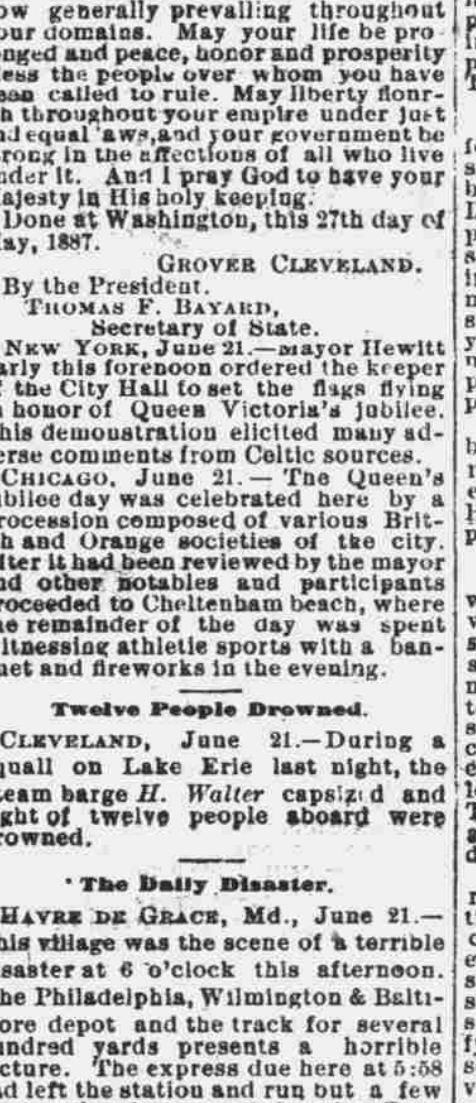 ow generally prevailing throughout
our domains. May your life be pro-
onged and peace, honor and prosperity
less the people over whom you have
een called to rule. May liberty flour-
h throughout your empire under just
nd equal aws, and your government be
trong in the affections of all who live
nder it. And I pray God to have your
ajesty in His holy keeping.
Done at Washington, this 27th day of
ay, 1887.
GROVER CLEVELAND.
By the President.
THOMAS F. BAYARD,
Secretary of State.
NEW YORK, June 21.—Mayor Hewitt
arly this forenoon ordered the keeper
f the City Hall to set the flags flying
n honor of Queen Victoria's jubilee.
his demonstration elicited many ad-
erse comments from Celtic sources.
CHICAGO, June 21.— The Queen's
ubilee day was celebrated here by a
rocession composed of various Brit-
h and Orange societies of the city.
fter it had been reviewed by the mayor
nd other notables and participants
roceeded to Cheltenham beach, where
he remainder of the day was spent
itnessing athletie sports with a ban-
uet and fireworks in the evening.
Twelve People Drowned.
CLEVELAND, June 21.—During a
quall on Lake Erie last night, the
team barge H. Walter capsized and
ight of twelve people aboard were
rowned.
The Daily Disaster.
HAVRE DE GRACE, Md., June 21.—
his village was the scene of a terrible
isaster at 6 o'clock this afternoon.
he Philadelphia, Wilmington & Balti-
ore depot and the track for several
undred yards presents a horrible
icture. The express due here at 5:58
ad left the station and run but a few